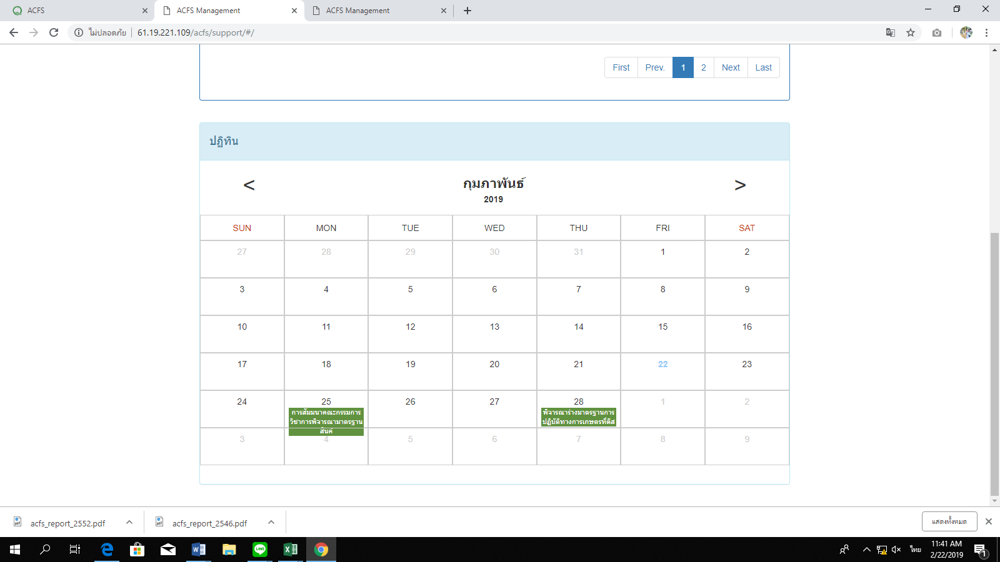 ACFS
ACFS Management
ACFS Management
ไม่ปลอดภัย
61.19.221.109/acfs/support/#/
First Prev. 1 2 Next Last
ปฏิทิน
< กุมภาพันธ์ >
2019
SUN MON TUE WED THU FRI SAT
27 28 29 30 31 1 2
3 4 5 6 7 8 9
10 11 12 13 14 15 16
17 18 19 20 21 22 23
24 25 26 27 28 1 2
การสัมมนาคณะกรรมการ
วิชาการพิจารณามาตรฐาน
สินค้
พิจารณาร่างมาตรฐานการ
ปฏิบัติทางการเกษตรที่ดีส
3 4 5 6 7 8 9
acfs_report_2552.pdf
acfs_report_2546.pdf
แสดงทั้งหมด
ไทย
11:41 AM
2/22/2019
1